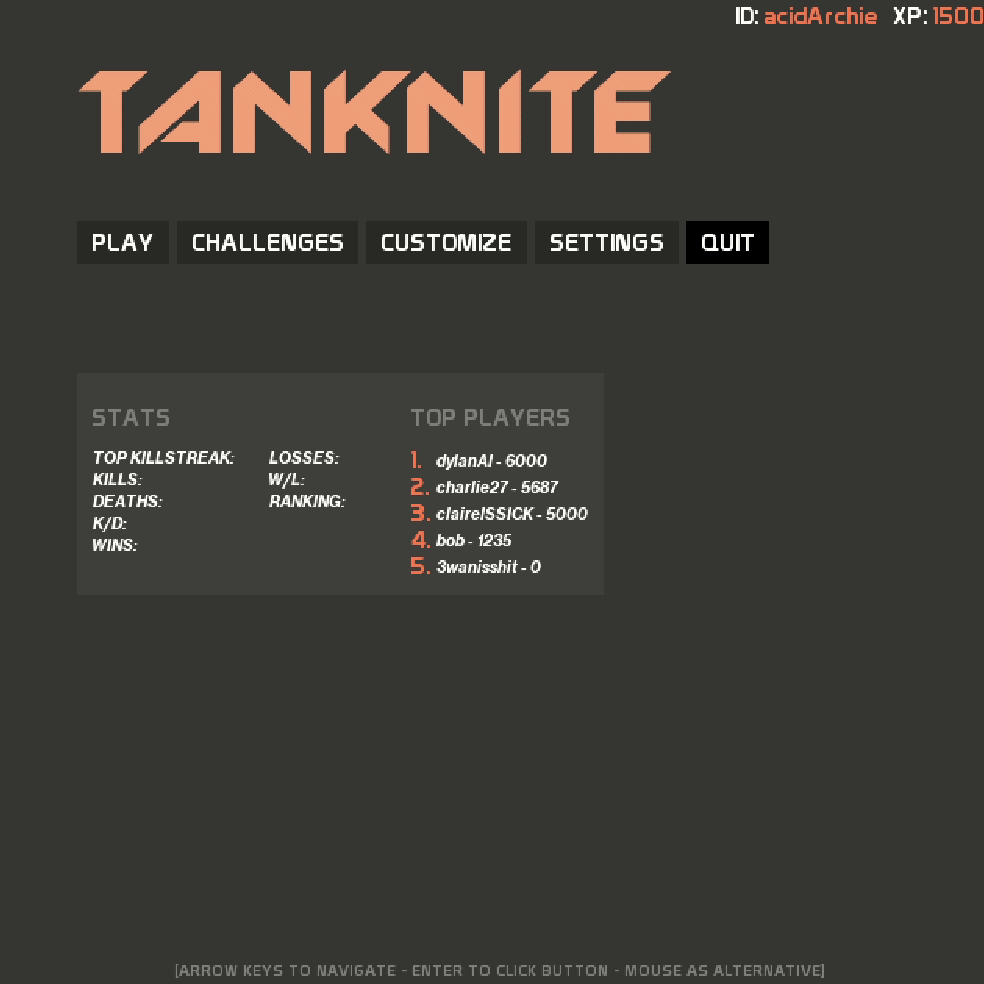 ID: acidArchie XP: 1500
TANKNITE
PLAY CHALLENGES CUSTOMIZE SETTINGS QUIT
STATS
TOP KILLSTREAK:
KILLS:
DEATHS:
K/D:
WINS:
LOSSES:
W/L:
RANKING:
TOP PLAYERS
1. dylanAI - 6000
2. charlie27 - 5687
3. claireISSICK - 5000
4. bob - 1235
5. 3wanisshit - 0
[ARROW KEYS TO NAVIGATE - ENTER TO CLICK BUTTON - MOUSE AS ALTERNATIVE]